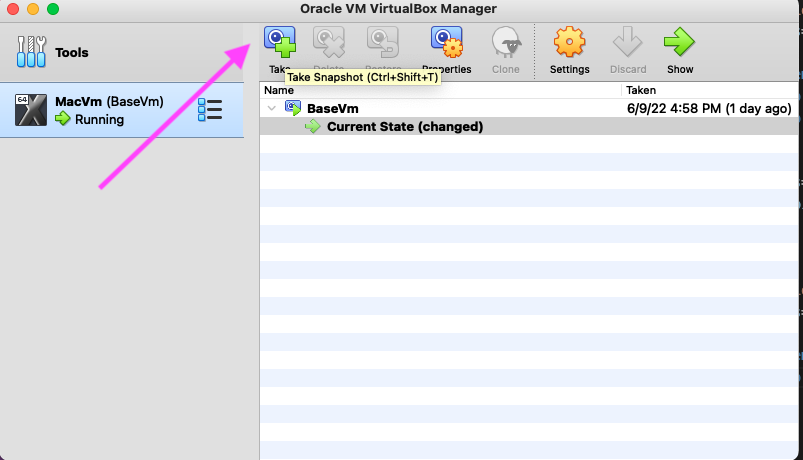 Oracle VM VirtualBox Manager
Tools
Take Delete Restore Properties Clone Settings Discard Show
Take Snapshot (Ctrl+Shift+T)
64
MacVm (BaseVm)
Running
Name Taken
BaseVm 6/9/22 4:58 PM (1 day ago)
Current State (changed)